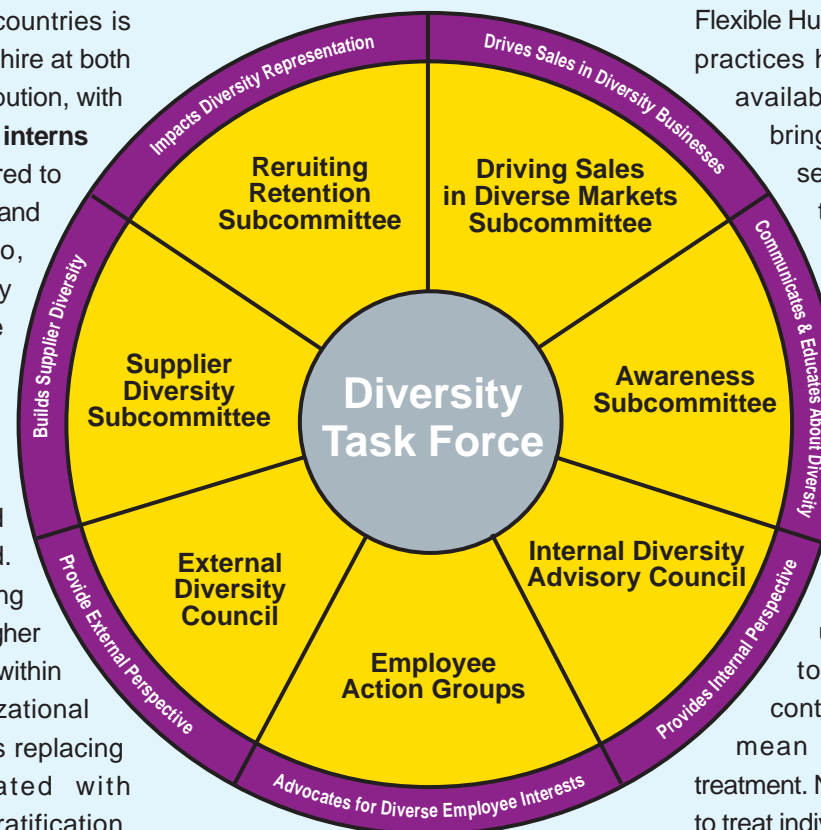 countries is
hire at both
oution, with
interns
red to
and
o,
y
e
d
d.
ng
gher
within
zational
s replacing
ated with
ratification
Impacts Diversity Representation
Drives Sales in Diversity Businesses
Communicates & Educates About Diversity
Provides Internal Perspective
Advocates for Diverse Employee Interests
Provide External Perspective
Builds Supplier Diversity
Reruiting
Retention
Subcommittee
Driving Sales
in Diverse Markets
Subcommittee
Supplier
Diversity
Subcommittee
Diversity
Task Force
Awareness
Subcommittee
External
Diversity
Council
Internal Diversity
Advisory Council
Employee
Action Groups
Flexible Hu
practices h
availab
bring
se
t
u
to
cont
mean
treatment. N
to treat indiv